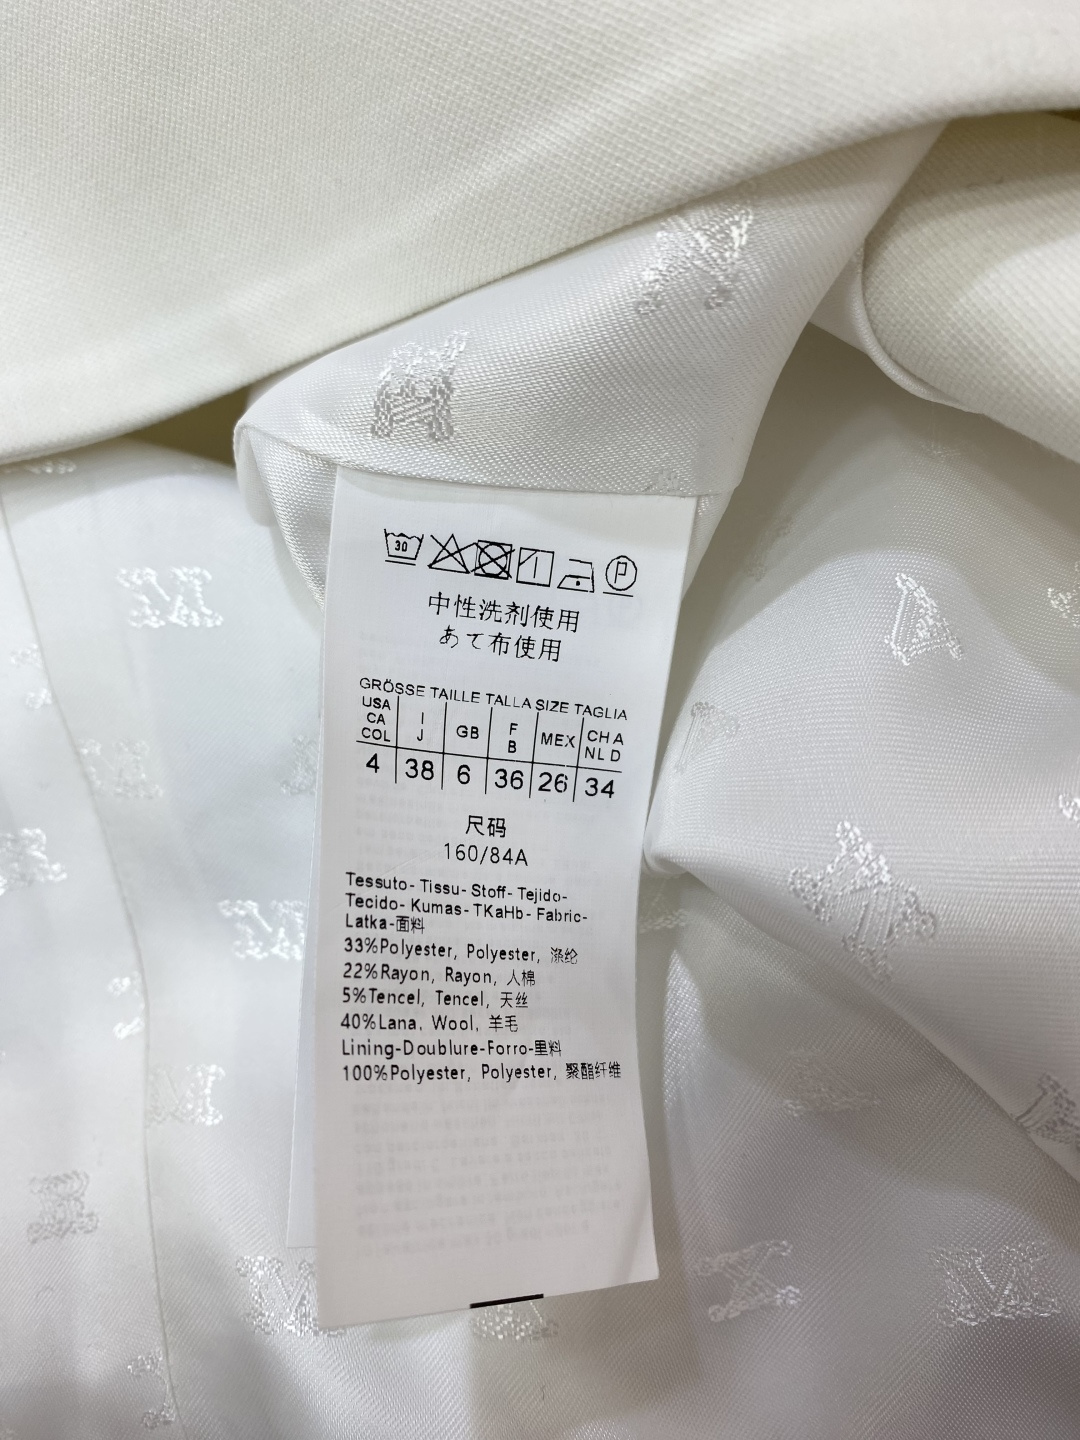 30
P
中性洗剂使用
あて布使用
GRÖSSE TAILLE TALLA SIZE TAGLIA
USA CA COL | I J | GB | F B | MEX | CH A NL D
4 | 38 | 6 | 36 | 26 | 34
尺码
160/84A
Tessuto- Tissu- Stoff- Tejido-
Tecido- Kumas- TKaHb- Fabric-
Latka-面料
33%Polyester, Polyester, 涤纶
22%Rayon, Rayon, 人棉
5%Tencel, Tencel, 天丝
40%Lana, Wool, 羊毛
Lining-Doublure-Forro-里料
100%Polyester, Polyester, 聚酯纤维